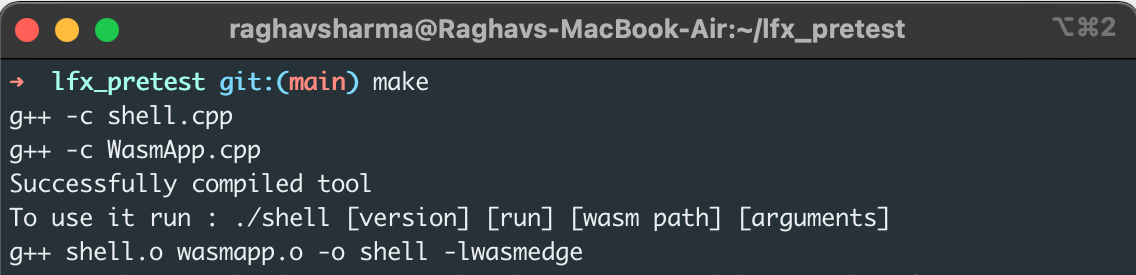 raghavsharma@Raghavs-MacBook-Air:~/lfx_pretest ⌥⌘2
➜ lfx_pretest git:(main) make
g++ -c shell.cpp
g++ -c WasmApp.cpp
Successfully compiled tool
To use it run : ./shell [version] [run] [wasm path] [arguments]
g++ shell.o wasmapp.o -o shell -lwasmedge